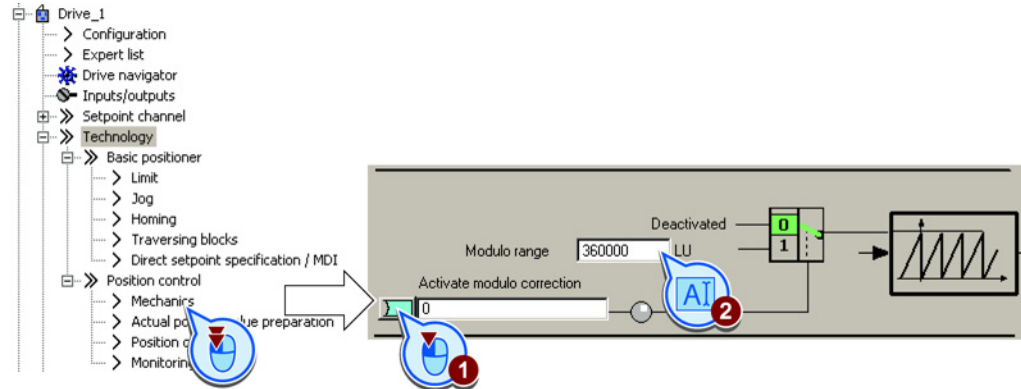 Drive_1
Configuration
Expert list
Drive navigator
Inputs/outputs
Setpoint channel
Technology
Basic positioner
Limit
Jog
Homing
Traversing blocks
Direct setpoint specification / MDI
Position control
Mechanics
Actual po lue preparation
Position
Monitoring
Deactivated
0
1
Modulo range 360000 LU
Activate modulo correction
0
AI
1
2